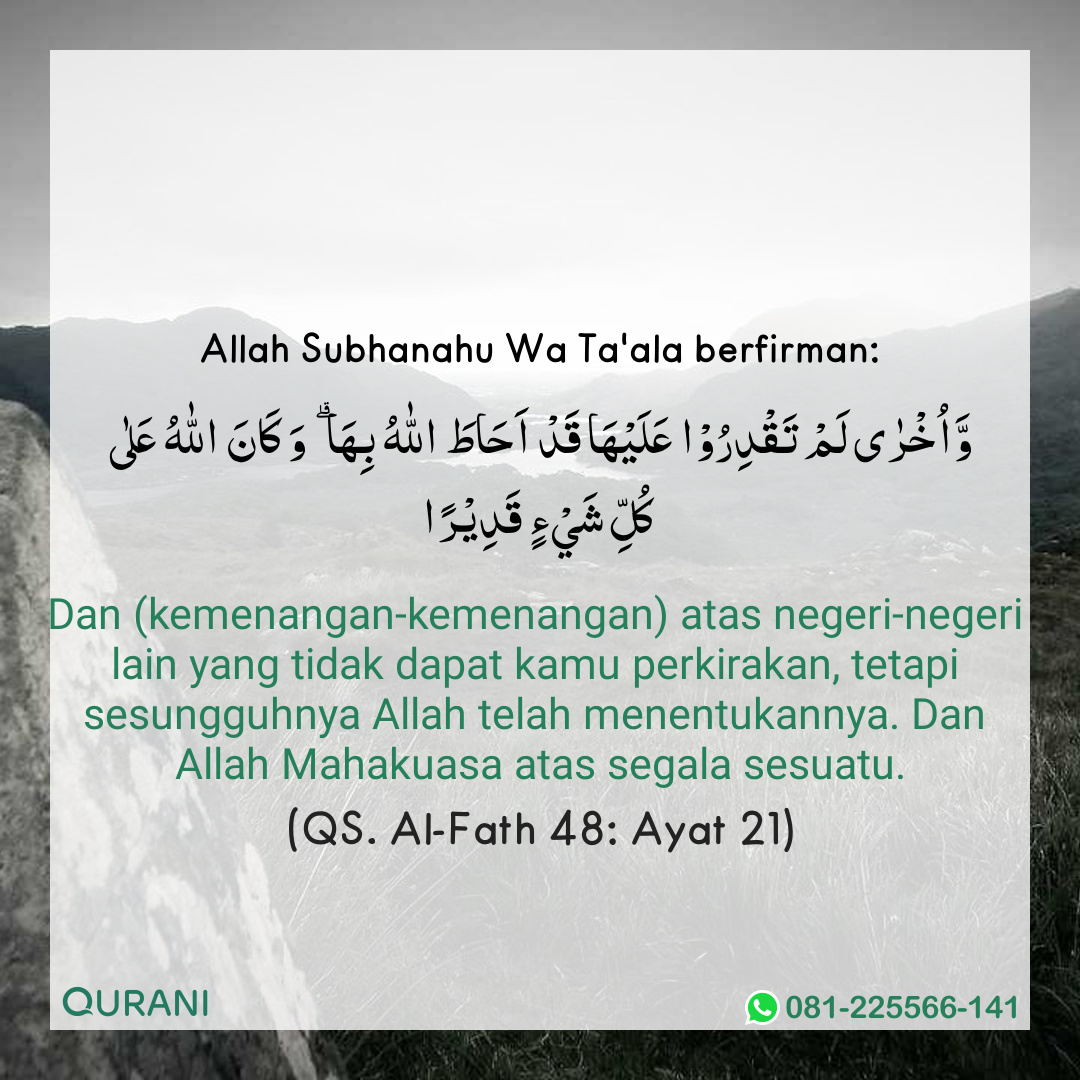 Allah Subhanahu Wa Ta'ala berfirman:
وَّاُخْرٰى لَمْ تَقْدِرُوْا عَلَيْهَا قَدْ اَحَاطَ اللّٰهُ بِهَا ۗ وَكَانَ اللّٰهُ عَلٰى
كُلِّ شَيْءٍ قَدِيْرًا
Dan (kemenangan-kemenangan) atas negeri-negeri
lain yang tidak dapat kamu perkirakan, tetapi
sesungguhnya Allah telah menentukannya. Dan
Allah Mahakuasa atas segala sesuatu.
(QS. Al-Fath 48: Ayat 21)
QURANI
081-225566-141